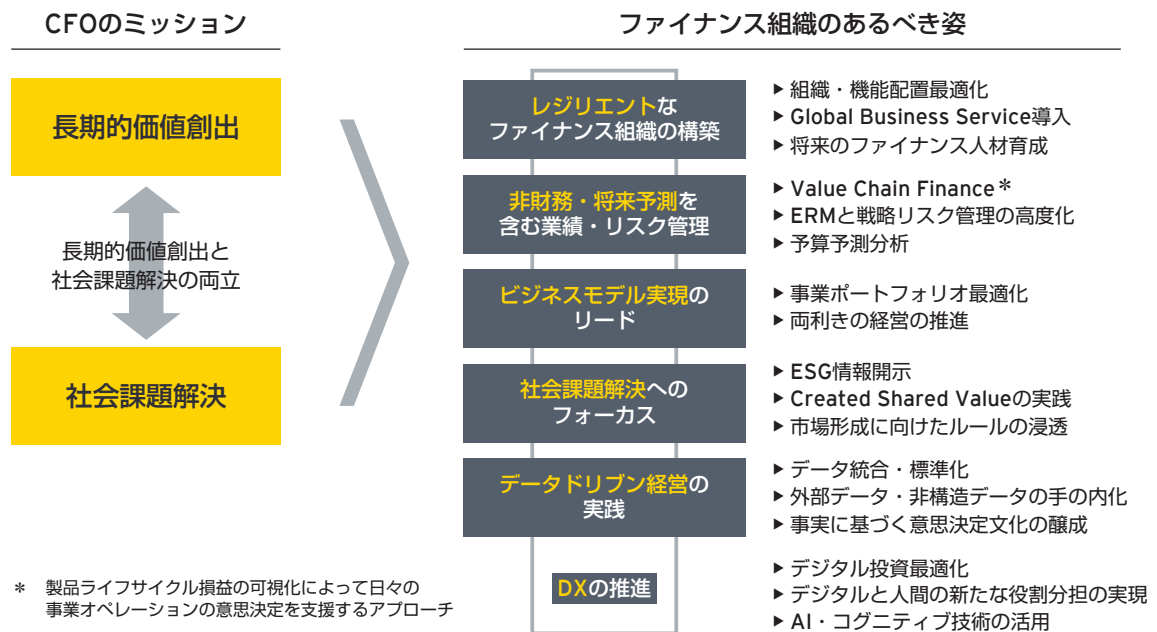 CFOのミッション
長期的価値創出
長期的価値創出と
社会課題解決の両立
社会課題解決
ファイナンス組織のあるべき姿
レジリエントな
ファイナンス組織の構築
▶ 組織・機能配置最適化
▶ Global Business Service導入
▶ 将来のファイナンス人材育成
非財務・将来予測を
含む業績・リスク管理
▶ Value Chain Finance＊
▶ ERMと戦略リスク管理の高度化
▶ 予算予測分析
ビジネスモデル実現の
リード
▶ 事業ポートフォリオ最適化
▶ 両利きの経営の推進
社会課題解決への
フォーカス
▶ ESG情報開示
▶ Created Shared Valueの実践
▶ 市場形成に向けたルールの浸透
データドリブン経営の
実践
▶ データ統合・標準化
▶ 外部データ・非構造データの手の内化
▶ 事実に基づく意思決定文化の醸成
DXの推進
▶ デジタル投資最適化
▶ デジタルと人間の新たな役割分担の実現
▶ AI・コグニティブ技術の活用
＊ 製品ライフサイクル損益の可視化によって日々の
事業オペレーションの意思決定を支援するアプローチ